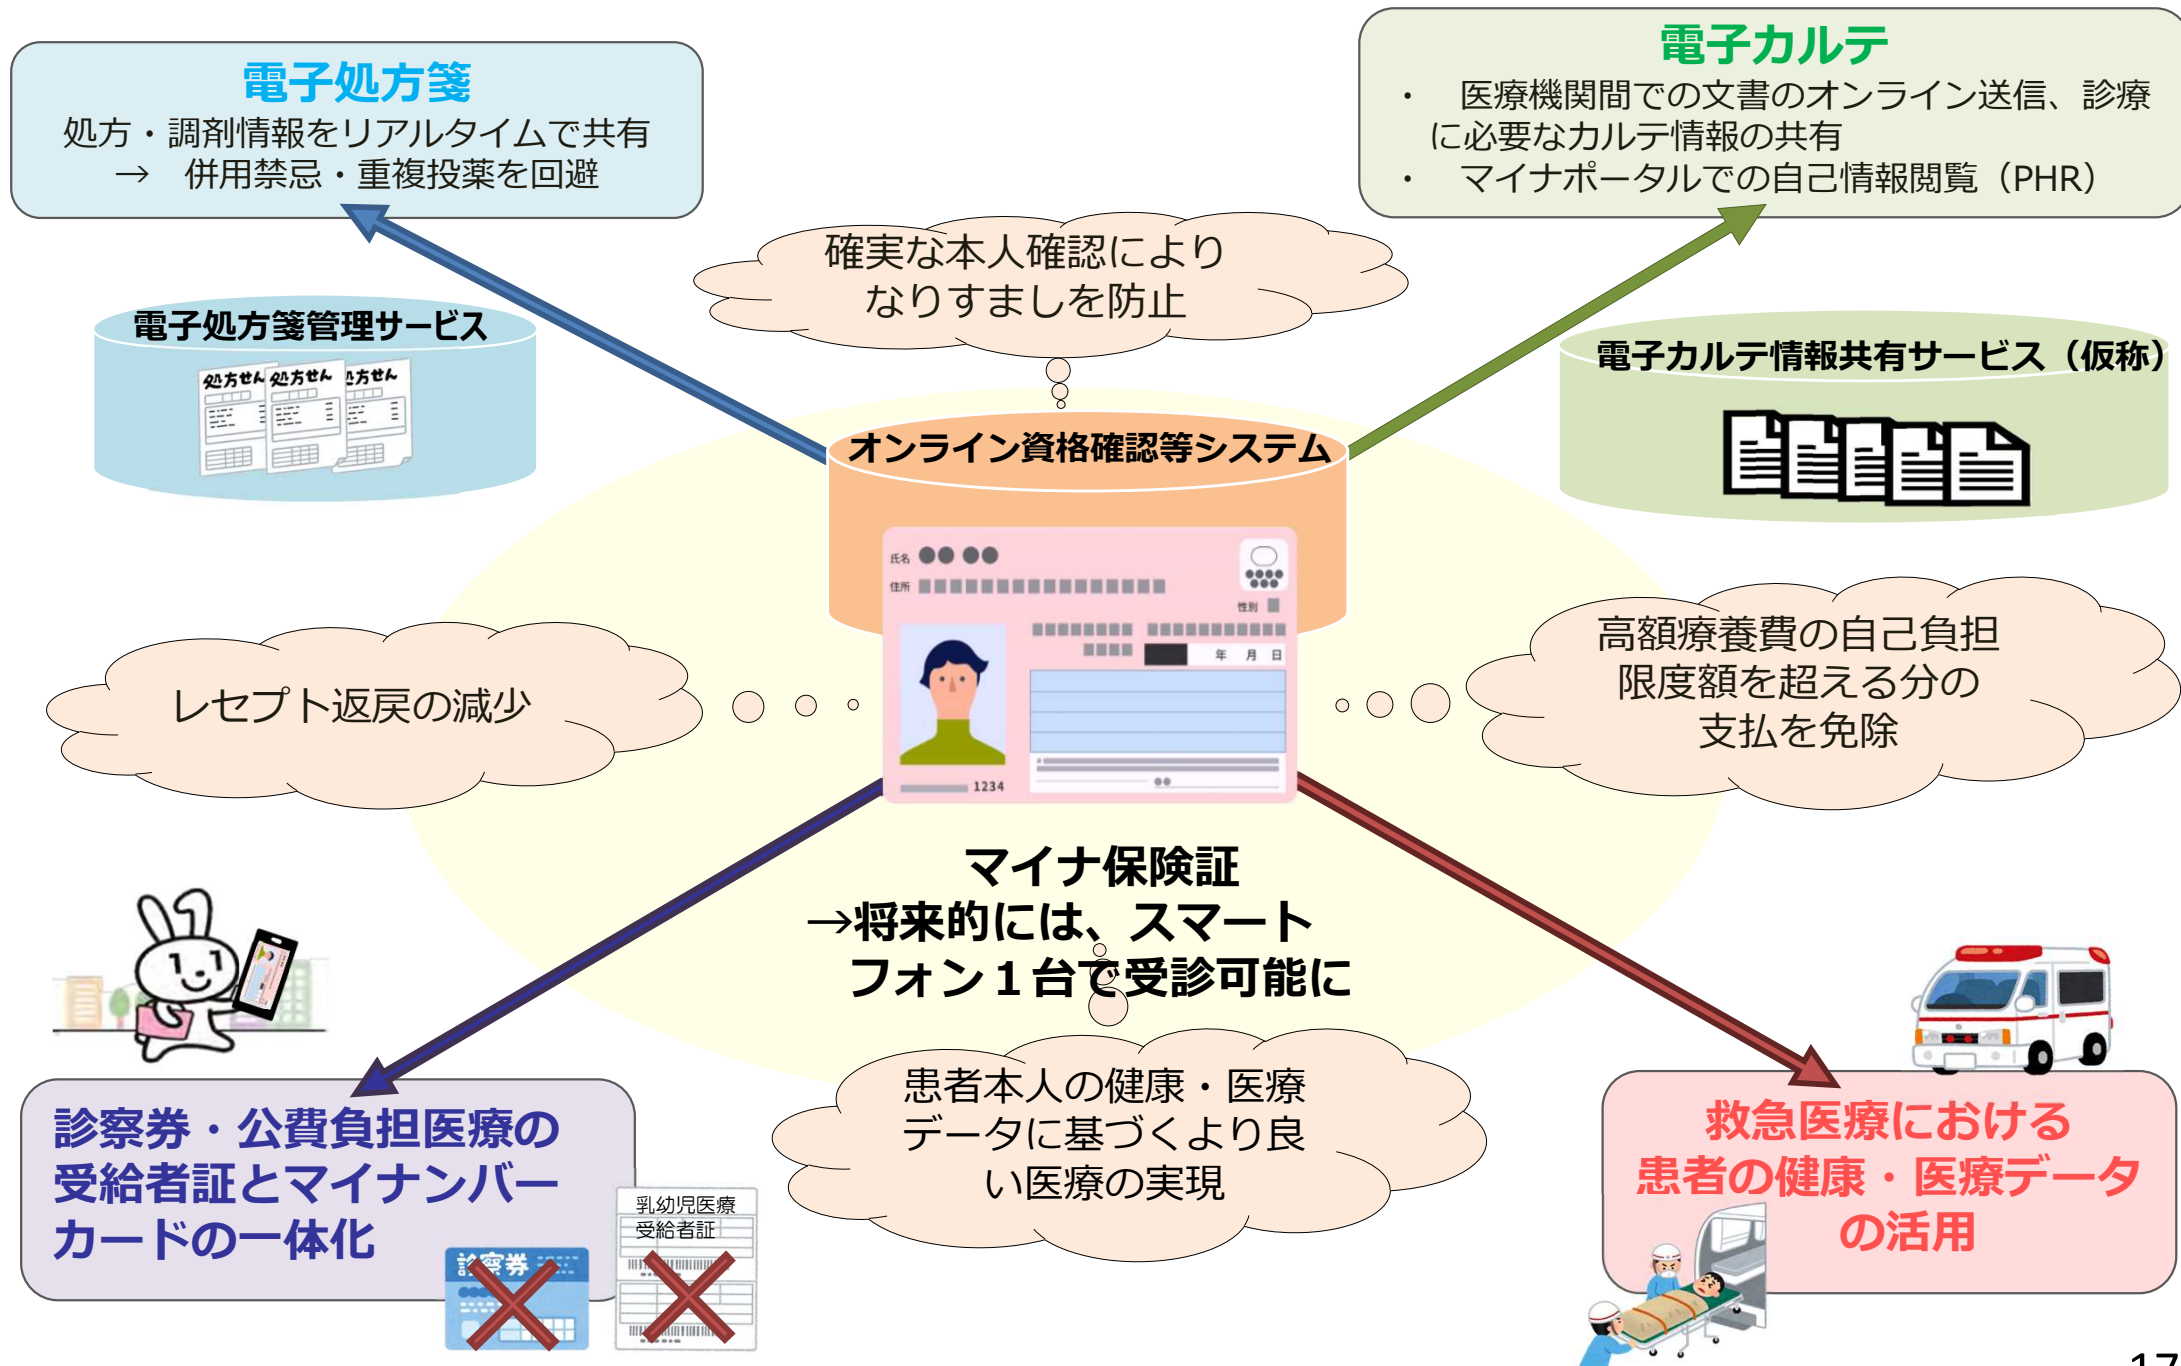 電子処方箋
処方・調剤情報をリアルタイムで共有
→　併用禁忌・重複投薬を回避
電子カルテ
・　医療機関間での文書のオンライン送信、診療
に必要なカルテ情報の共有
・　マイナポータルでの自己情報閲覧（PHR）
確実な本人確認により
なりすましを防止
電子処方箋管理サービス
処方せん
処方せん
処方せん
電子カルテ情報共有サービス（仮称）
オンライン資格確認等システム
氏名
住所
性別
年　月　日
1234
レセプト返戻の減少
高額療養費の自己負担
限度額を超える分の
支払を免除
マイナ保険証
→将来的には、スマート
フォン１台で受診可能に
患者本人の健康・医療
データに基づくより良
い医療の実現
診察券・公費負担医療の
受給者証とマイナンバー
カードの一体化
診察券
乳幼児医療
受給者証
救急医療における
患者の健康・医療データ
の活用
17